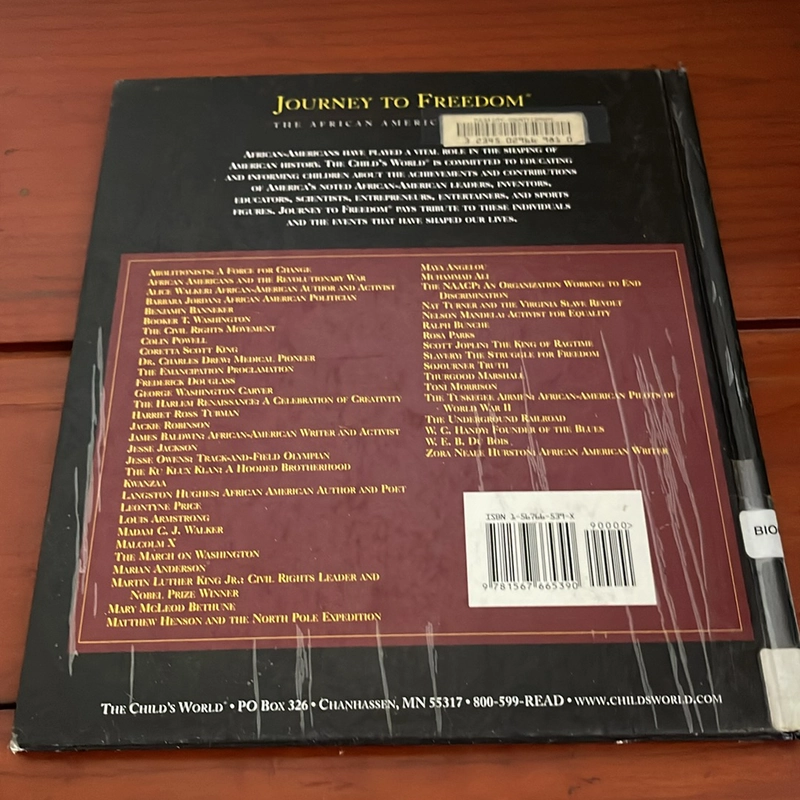 JOURNEY TO FREEDOM®
THE AFRICAN AMERIC
3 2345 02966 9810
AFRICAN-AMERICANS HAVE PLAYED A VITAL ROLE IN THE SHAPING OF
AMERICAN HISTORY. THE CHILD'S WORLD® IS COMMITTED TO EDUCATING
AND INFORMING CHILDREN ABOUT THE ACHIEVEMENTS AND CONTRIBUTIONS
OF AMERICA'S NOTED AFRICAN-AMERICAN LEADERS, INVENTORS,
EDUCATORS, SCIENTISTS, ENTREPRENEURS, ENTERTAINERS, AND SPORTS
FIGURES. JOURNEY TO FREEDOM® PAYS TRIBUTE TO THESE INDIVIDUALS
AND THE EVENTS THAT HAVE SHAPED OUR LIVES.
ABOLITIONISTS: A FORCE FOR CHANGE
AFRICAN AMERICANS AND THE REVOLUTIONARY WAR
ALICE WALKER: AFRICAN-AMERICAN AUTHOR AND ACTIVIST
BARBARA JORDAN: AFRICAN AMERICAN POLITICIAN
BENJAMIN BANNEKER
BOOKER T. WASHINGTON
THE CIVIL RIGHTS MOVEMENT
COLIN POWELL
CORETTA SCOTT KING
DR. CHARLES DREW: MEDICAL PIONEER
THE EMANCIPATION PROCLAMATION
FREDERICK DOUGLASS
GEORGE WASHINGTON CARVER
THE HARLEM RENAISSANCE: A CELEBRATION OF CREATIVITY
HARRIET ROSS TUBMAN
JACKIE ROBINSON
JAMES BALDWIN: AFRICAN-AMERICAN WRITER AND ACTIVIST
JESSE JACKSON
JESSE OWENS: TRACK-AND-FIELD OLYMPIAN
THE KU KLUX KLAN: A HOODED BROTHERHOOD
KWANZAA
LANGSTON HUGHES: AFRICAN AMERICAN AUTHOR AND POET
LEONTYNE PRICE
LOUIS ARMSTRONG
MADAM C. J. WALKER
MALCOLM X
THE MARCH ON WASHINGTON
MARIAN ANDERSON
MARTIN LUTHER KING JR.: CIVIL RIGHTS LEADER AND
NOBEL PRIZE WINNER
MARY MCLEOD BETHUNE
MATTHEW HENSON AND THE NORTH POLE EXPEDITION
MAYA ANGELOU
MUHAMMAD ALI
THE NAACP: AN ORGANIZATION WORKING TO END
DISCRIMINATION
NAT TURNER AND THE VIRGINIA SLAVE REVOLT
NELSON MANDELA: ACTIVIST FOR EQUALITY
RALPH BUNCHE
ROSA PARKS
SCOTT JOPLIN: THE KING OF RAGTIME
SLAVERY: THE STRUGGLE FOR FREEDOM
SOJOURNER TRUTH
THURGOOD MARSHALL
TONI MORRISON
THE TUSKEGEE AIRMEN: AFRICAN-AMERICAN PILOTS OF
WORLD WAR II
THE UNDERGROUND RAILROAD
W. C. HANDY: FOUNDER OF THE BLUES
W. E. B. DU BOIS
ZORA NEALE HURSTON: AFRICAN AMERICAN WRITER
ISBN 1-56766-539-X
90000>
9 781567 665390
BIO
THE CHILD'S WORLD® • PO BOX 326 • CHANHASSEN, MN 55317 • 800-599-READ • WWW.CHILDSWORLD.COM